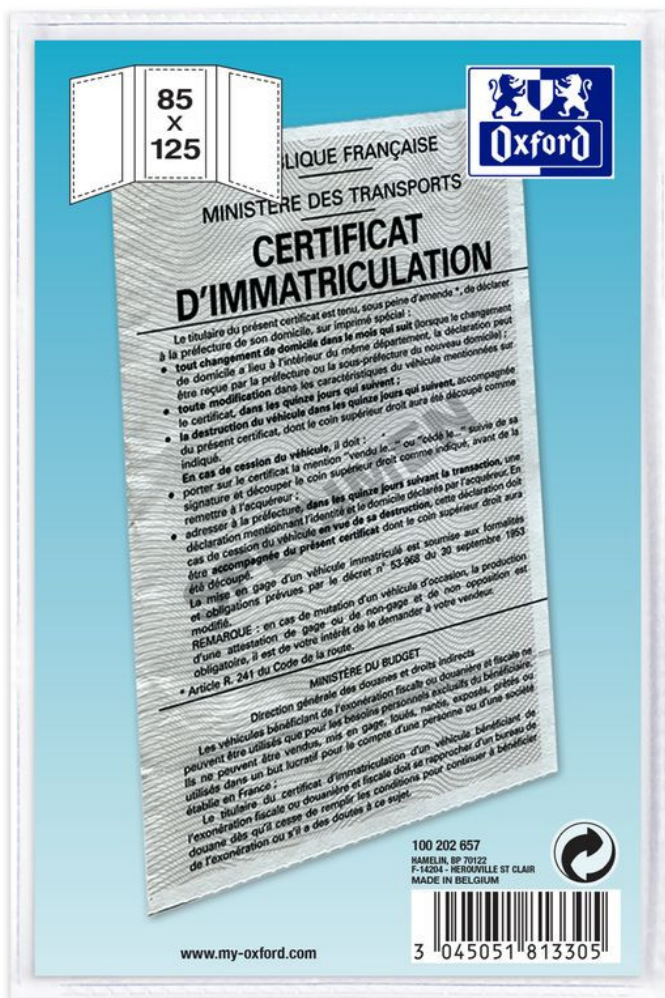 85
X
125
Oxford
BLIQUE FRANÇAISE
MINISTÈRE DES TRANSPORTS
CERTIFICAT
D'IMMATRICULATION
Le titulaire du présent certificat est tenu, sous peine d'amende *, de déclarer
à la préfecture de son domicile, sur imprimé spécial :
• tout changement de domicile dans le mois qui suit (lorsque le changement
de domicile a lieu à l'intérieur du même département, la déclaration peut
être reçue par la préfecture ou la sous-préfecture du nouveau domicile) ;
• toute modification dans les caractéristiques du véhicule mentionnées sur
le certificat, dans les quinze jours qui suivent ;
• la destruction du véhicule dans les quinze jours qui suivent, accompagnée
du présent certificat, dont le coin supérieur droit aura été découpé comme
indiqué.
En cas de cession du véhicule, il doit :
• porter sur le certificat la mention "vendu le..." ou "cédé le..." suivie de sa
signature et découper le coin supérieur droit comme indiqué, avant de la
remettre à l'acquéreur ;
• adresser à la préfecture, dans les quinze jours suivant la transaction, une
déclaration mentionnant l'identité et le domicile déclarés par l'acquéreur. En
cas de cession du véhicule en vue de sa destruction, cette déclaration doit
être accompagnée du présent certificat dont le coin supérieur droit aura
été découpé.
La mise en gage d'un véhicule immatriculé est soumise aux formalités
et obligations prévues par le décret n° 53-968 du 30 septembre 1953
modifié.
REMARQUE : en cas de mutation d'un véhicule d'occasion, la production
d'une attestation de gage ou de non-gage et de non opposition est
obligatoire, il est de votre intérêt de le demander à votre vendeur.
* Article R. 241 du Code de la route.
MINISTÈRE DU BUDGET
Direction générale des douanes et droits indirects
Les véhicules bénéficiant de l'exonération fiscale ou douanière et fiscale ne
peuvent être utilisés que pour les besoins personnels exclusifs du bénéficiaire.
Ils ne peuvent être vendus, mis en gage, loués, nantis, exposés, prêtés ou
utilisés dans un but lucratif pour le compte d'une personne ou d'une société
établie en France ;
Le titulaire du certificat d'immatriculation d'un véhicule bénéficiant de
l'exonération fiscale ou douanière et fiscale doit se rapprocher d'un bureau de
douane dès qu'il cesse de remplir les conditions pour continuer à bénéficier
de l'exonération ou s'il a des doutes à ce sujet.
100 202 657
HAMELIN, BP 70122
F-14204 - HEROUVILLE ST CLAIR
MADE IN BELGIUM
www.my-oxford.com
3 045051 813305